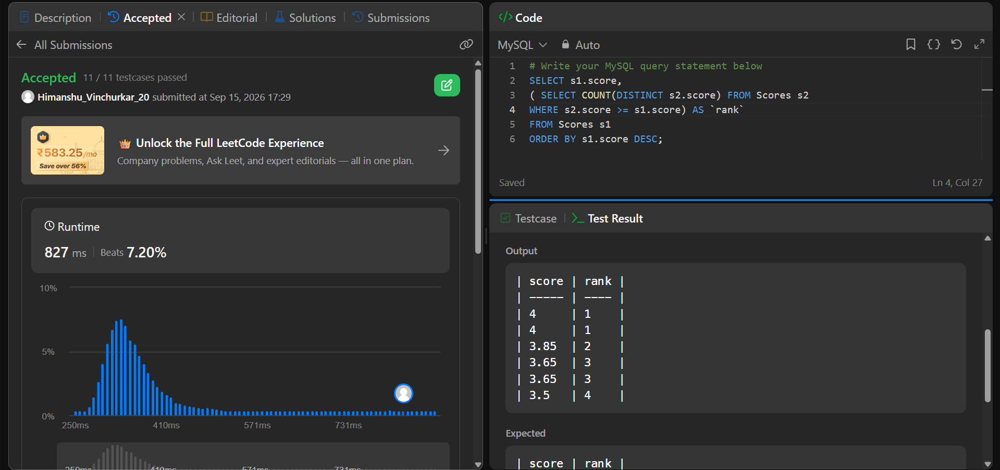 Description
Accepted
Editorial
Solutions
Submissions
All Submissions
Accepted 11 / 11 testcases passed
Himanshu_Vinchurkar_20 submitted at Sep 15, 2026 17:29
₹583.25/mo
Save over 56%
Unlock the Full LeetCode Experience
Company problems, Ask Leet, and expert editorials — all in one plan.
Runtime
827 ms | Beats 7.20%
10%
5%
0%
250ms 410ms 571ms 731ms
250ms 410ms 571ms 731ms
</> Code
MySQL Auto
1 # Write your MySQL query statement below
2 SELECT s1.score,
3 ( SELECT COUNT(DISTINCT s2.score) FROM Scores s2
4 WHERE s2.score >= s1.score) AS `rank`
5 FROM Scores s1
6 ORDER BY s1.score DESC;
Saved
Ln 4, Col 27
Testcase
Test Result
Output
| score | rank |
| ----- | ---- |
| 4 | 1 |
| 4 | 1 |
| 3.85 | 2 |
| 3.65 | 3 |
| 3.65 | 3 |
| 3.5 | 4 |
Expected
| score | rank |